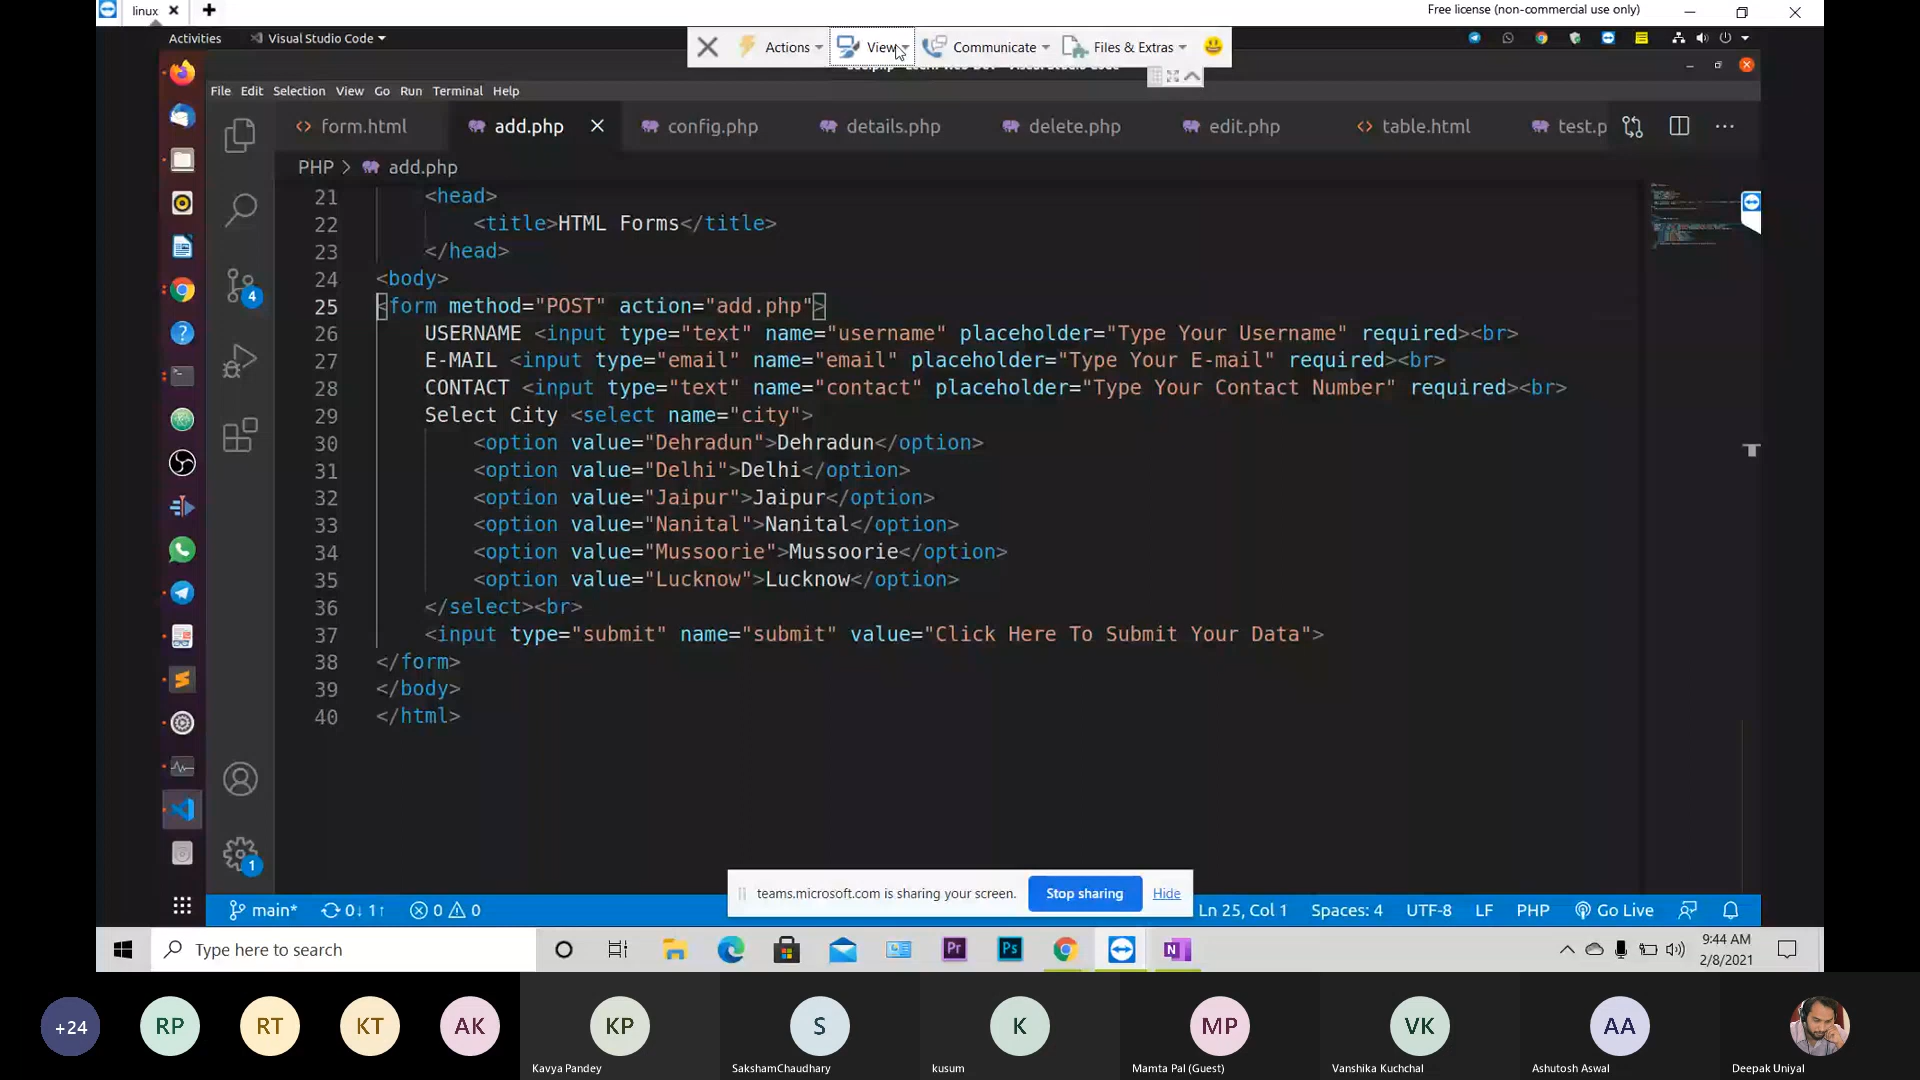 linux
Free license (non-commercial use only)
Activities
Visual Studio Code
Actions
View
Communicate
Files & Extras
File Edit Selection View Go Run Terminal Help
form.html
add.php
config.php
details.php
delete.php
edit.php
table.html
test.p
PHP > add.php
21 <head>
22 <title>HTML Forms</title>
23 </head>
24 <body>
25 <form method="POST" action="add.php">
26 USERNAME <input type="text" name="username" placeholder="Type Your Username" required><br>
27 E-MAIL <input type="email" name="email" placeholder="Type Your E-mail" required><br>
28 CONTACT <input type="text" name="contact" placeholder="Type Your Contact Number" required><br>
29 Select City <select name="city">
30 <option value="Dehradun">Dehradun</option>
31 <option value="Delhi">Delhi</option>
32 <option value="Jaipur">Jaipur</option>
33 <option value="Nanital">Nanital</option>
34 <option value="Mussoorie">Mussoorie</option>
35 <option value="Lucknow">Lucknow</option>
36 </select><br>
37 <input type="submit" name="submit" value="Click Here To Submit Your Data">
38 </form>
39 </body>
40 </html>
4
1
teams.microsoft.com is sharing your screen.
Stop sharing
Hide
main*
0↓ 1↑
0
0
Ln 25, Col 1
Spaces: 4
UTF-8
LF
PHP
Go Live
Type here to search
Pr
Ps
N
9:44 AM
2/8/2021
+24
RP
RT
KT
AK
KP
S
K
MP
VK
AA
Kavya Pandey
SakshamChaudhary
kusum
Mamta Pal (Guest)
Vanshika Kuchchal
Ashutosh Aswal
Deepak Uniyal